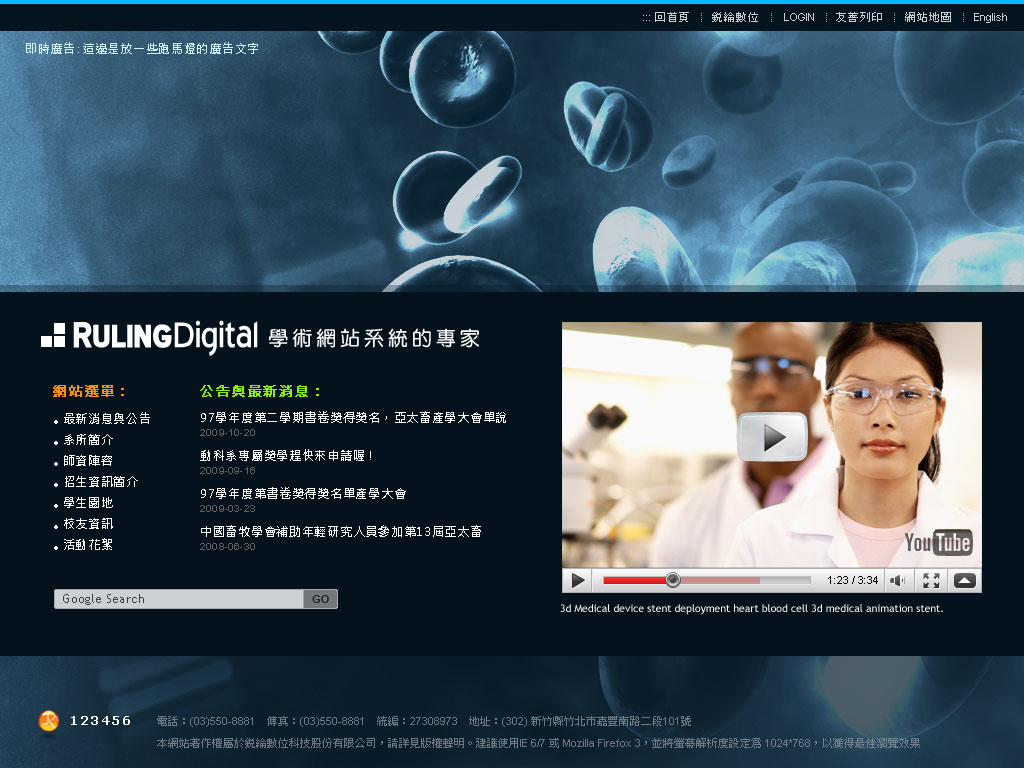 ::: 回首頁 ⋮ 銳綸數位 ⋮ LOGIN ⋮ 友善列印 ⋮ 網站地圖 ⋮ English
即時廣告 : 這邊是放一些跑馬燈的廣告文字
RULINGDigital 學術網站系統的專家
網站選單：
最新消息與公告
系所簡介
師資陣容
招生資訊簡介
學生園地
校友資訊
活動花絮
公告與最新消息：
97學年度第二學期書卷獎得獎名，亞太畜產學大會單說
2009-10-20
動科系專屬獎學趕快來申請喔！
2009-09-16
97學年度第書卷獎得獎名單產學大會
2009-03-23
中國畜牧學會補助年輕研究人員參加第13屆亞太畜
2008-06-30
Google Search GO
YouTube
1:23 / 3:34
3d Medical device stent deployment heart blood cell 3d medical animation stent.
123456
電話：(03)550-8881 傳真：(03)550-8881 統編：27308973 地址：(302) 新竹縣竹北市嘉豐南路二段101號
本網站著作權屬於銳綸數位科技股份有限公司，請詳見版權聲明。建議使用IE 6/7 或 Mozilla Firefox 3，並將螢幕解析度設定為 1024*768，以獲得最佳瀏覽效果